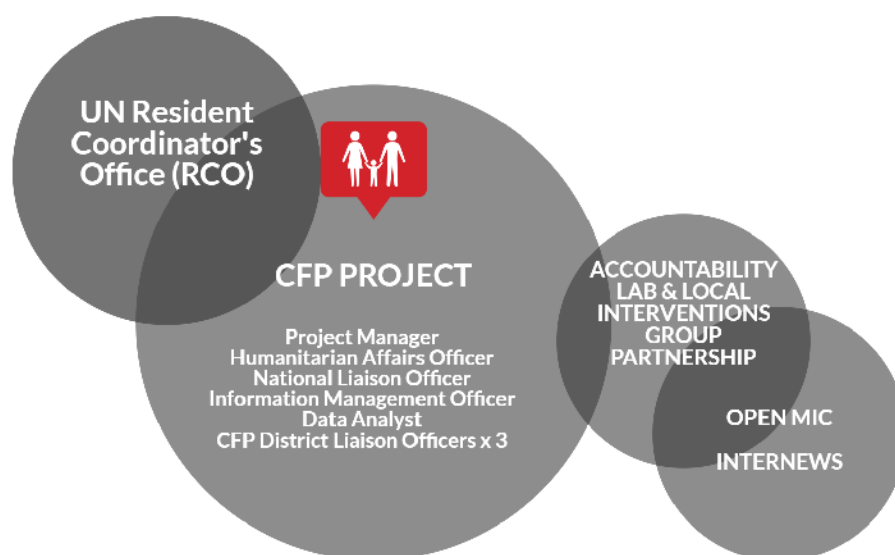 UN Resident
Coordinator's
Office (RCO)
CFP PROJECT
Project Manager
Humanitarian Affairs Officer
National Liaison Officer
Information Management Officer
Data Analyst
CFP District Liaison Officers x 3
ACCOUNTABILITY
LAB & LOCAL
INTERVENTIONS
GROUP
PARTNERSHIP
OPEN MIC
INTERNEWS